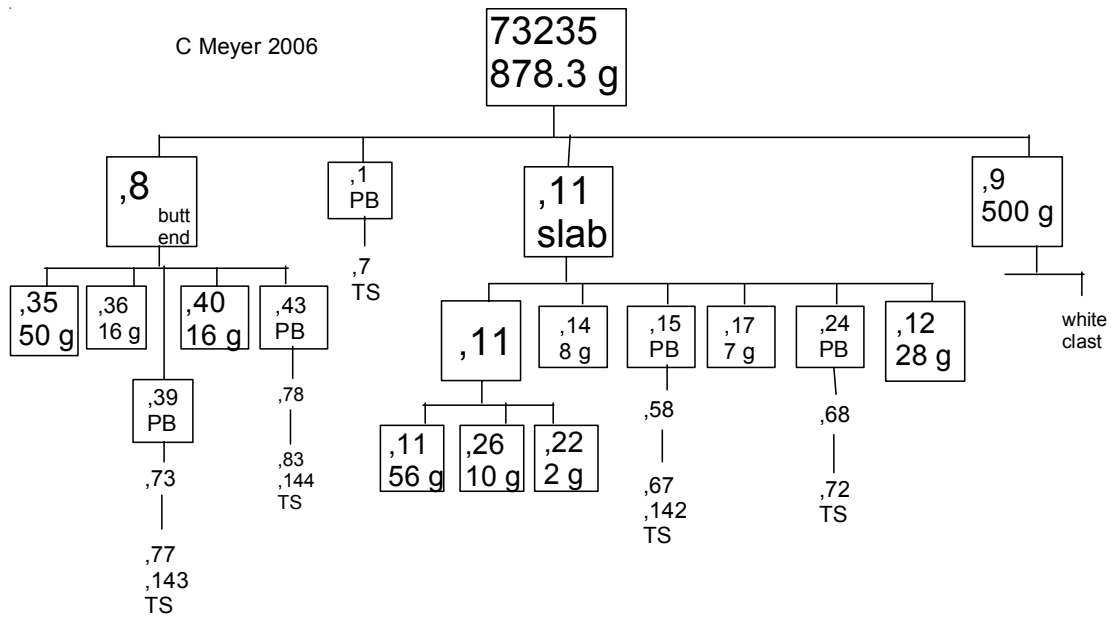 C Meyer 2006
73235
878.3 g
,8
butt
end
,1
PB
,7
TS
,11
slab
,9
500 g
white
clast
,35
50 g
,36
16 g
,40
16 g
,43
PB
,39
PB
,78
,83
,144
TS
,73
,77
,143
TS
,11
,14
8 g
,15
PB
,17
7 g
,24
PB
,12
28 g
,11
56 g
,26
10 g
,22
2 g
,58
,67
,142
TS
,68
,72
TS